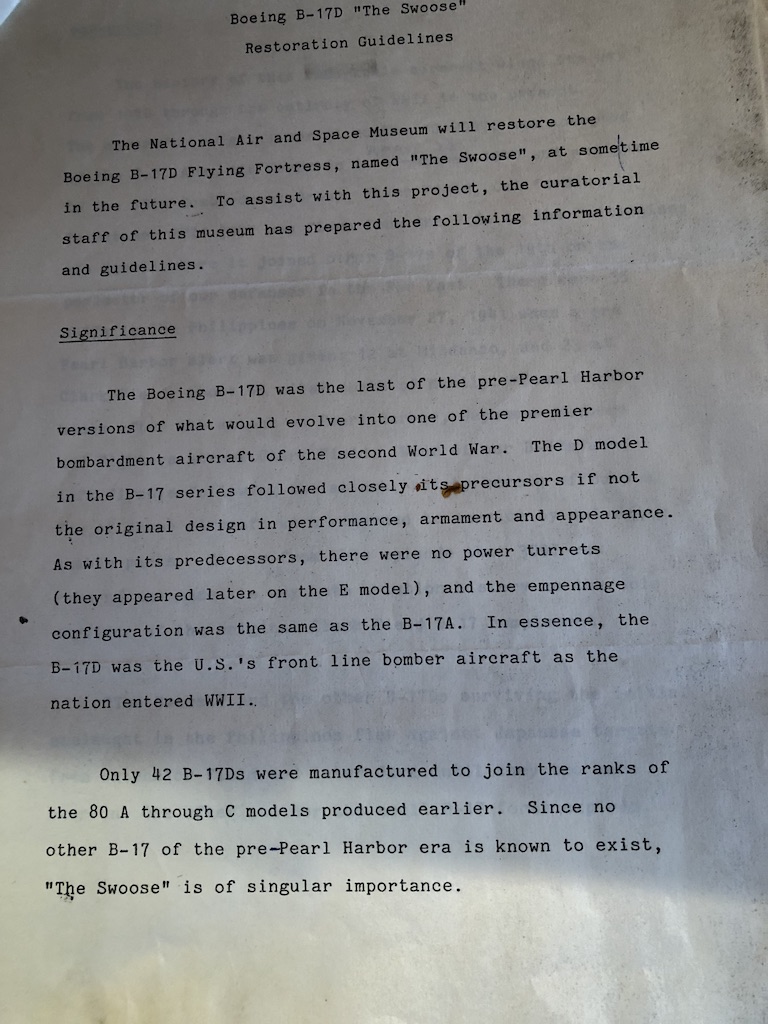 Boeing B-17D "The Swoose"
Restoration Guidelines
The National Air and Space Museum will restore the
Boeing B-17D Flying Fortress, named "The Swoose", at sometime
in the future. To assist with this project, the curatorial
staff of this museum has prepared the following information
and guidelines.
Significance
The Boeing B-17D was the last of the pre-Pearl Harbor
versions of what would evolve into one of the premier
bombardment aircraft of the second World War. The D model
in the B-17 series followed closely its precursors if not
the original design in performance, armament and appearance.
As with its predecessors, there were no power turrets
(they appeared later on the E model), and the empennage
configuration was the same as the B-17A. In essence, the
B-17D was the U.S.'s front line bomber aircraft as the
nation entered WWII.
Only 42 B-17Ds were manufactured to join the ranks of
the 80 A through C models produced earlier. Since no
other B-17 of the pre-Pearl Harbor era is known to exist,
"The Swoose" is of singular importance.